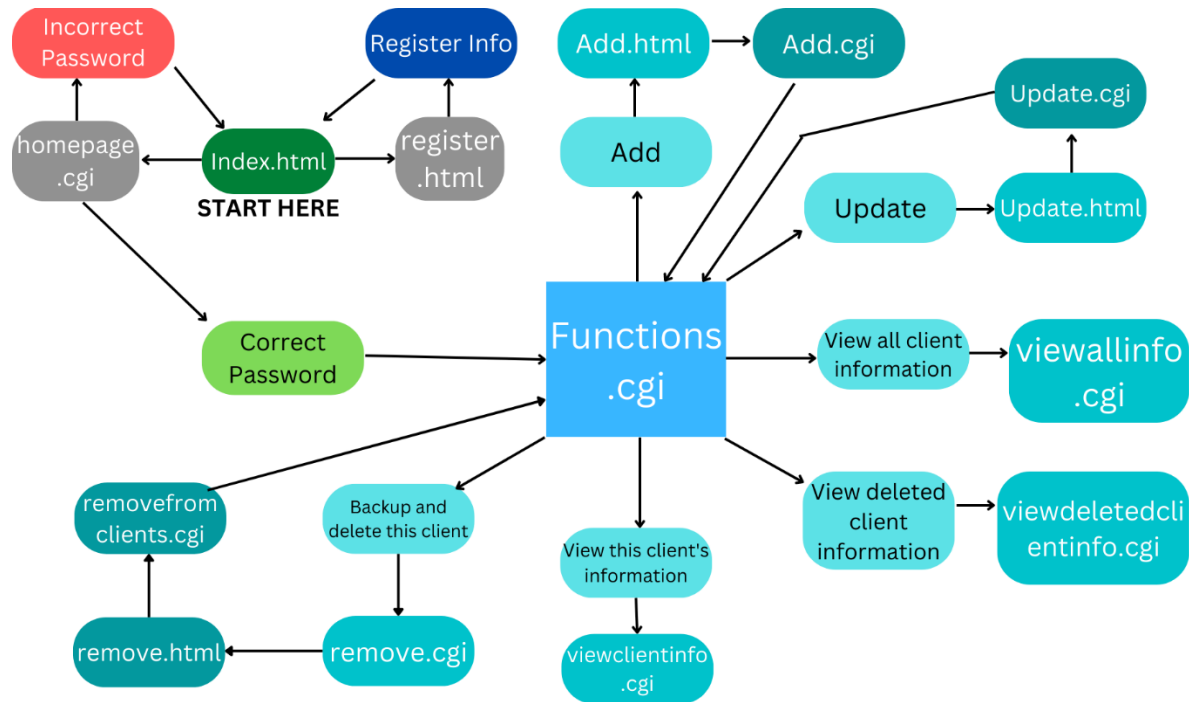 Incorrect
Password
Register Info
Add.html
Add.cgi
Update.cgi
homepage
.cgi
Index.html
register
.html
Add
START HERE
Update
Update.html
Functions
.cgi
Correct
Password
View all client
information
viewallinfo
.cgi
removefrom
clients.cgi
Backup and
delete this client
View this client's
information
View deleted
client
information
viewdeletedcli
entinfo.cgi
remove.html
remove.cgi
viewclientinfo
.cgi